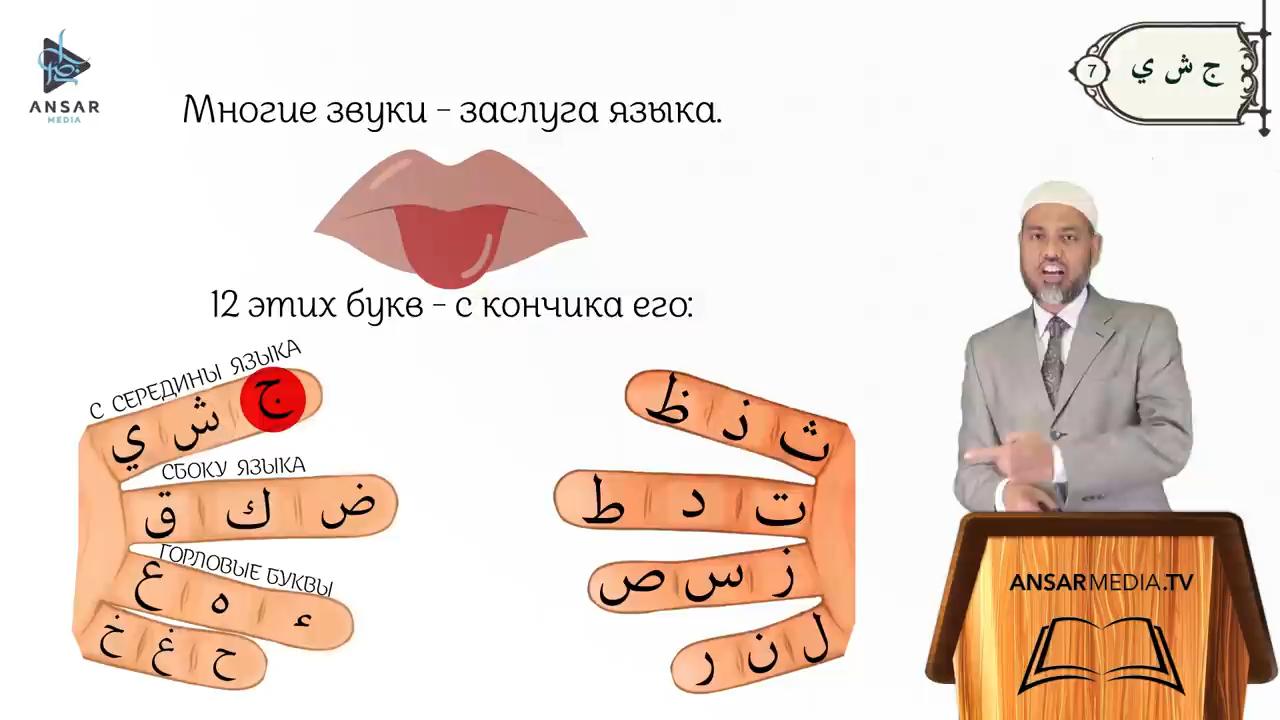 ANSAR
MEDIA
Многие звуки – заслуга языка.
7
ج ش ي
12 этих букв – с кончика его:
С СЕРЕДИНЫ ЯЗЫКА
ج ش ي
СБОКУ ЯЗЫКА
ض ك ق
ГОРЛОВЫЕ БУКВЫ
ء ه ع
ح غ خ
ث ذ ظ
ت د ط
ز س ص
ل ن ر
ANSARMEDIA.TV